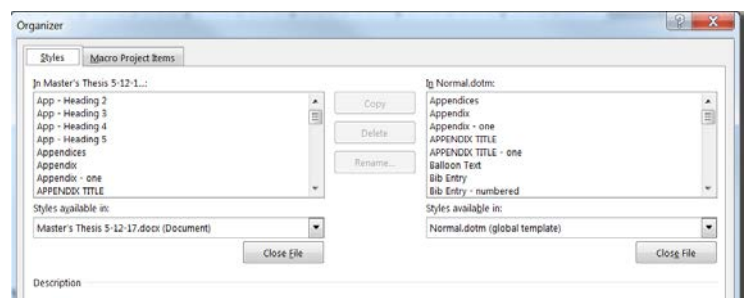 Organizer
Styles
Macro Project Items
In Master's Thesis 5-12-1...:
App - Heading 2
App - Heading 3
App - Heading 4
App - Heading 5
Appendices
Appendix
Appendix - one
APPENDIX TITLE
Copy
Delete
Rename...
In Normal.dotm:
Appendices
Appendix
Appendix - one
APPENDIX TITLE
APPENDIX TITLE - one
Balloon Text
Bib Entry
Bib Entry - numbered
Styles available in:
Master's Thesis 5-12-17.docx (Document)
Close File
Styles available in:
Normal.dotm (global template)
Close File
Description